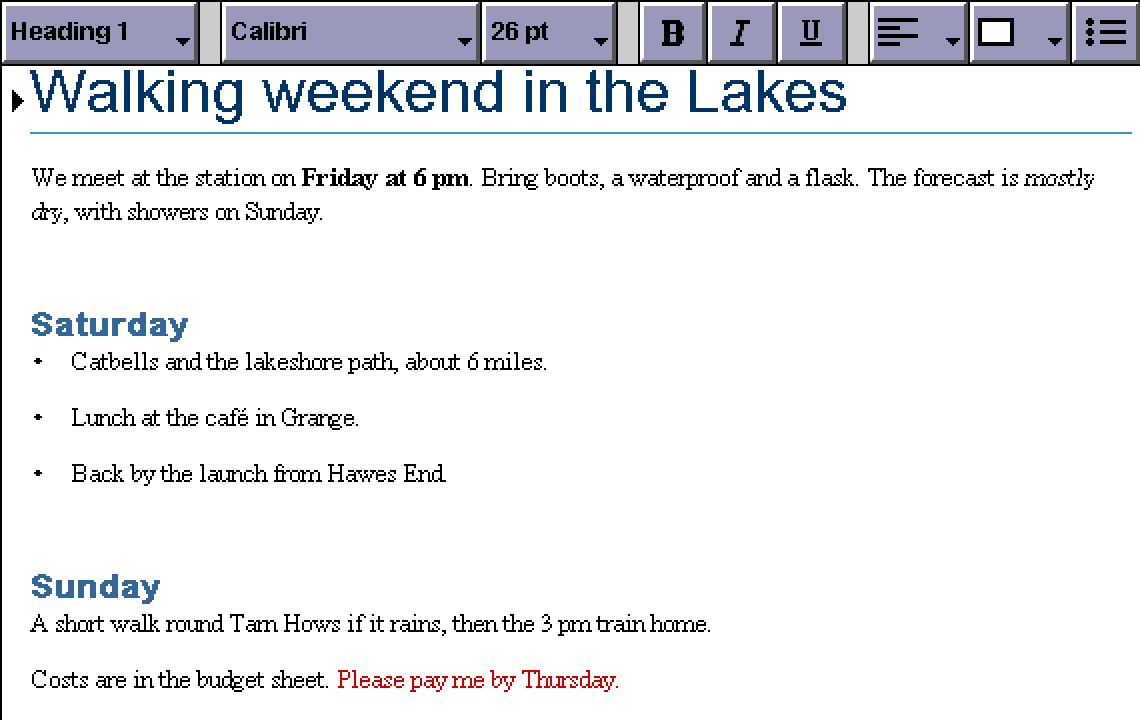 Heading 1 Calibri 26 pt B I U
Walking weekend in the Lakes
We meet at the station on Friday at 6 pm. Bring boots, a waterproof and a flask. The forecast is mostly
dry, with showers on Sunday.
Saturday
• Catbells and the lakeshore path, about 6 miles.
• Lunch at the café in Grange.
• Back by the launch from Hawes End.
Sunday
A short walk round Tarn Hows if it rains, then the 3 pm train home.
Costs are in the budget sheet. Please pay me by Thursday.